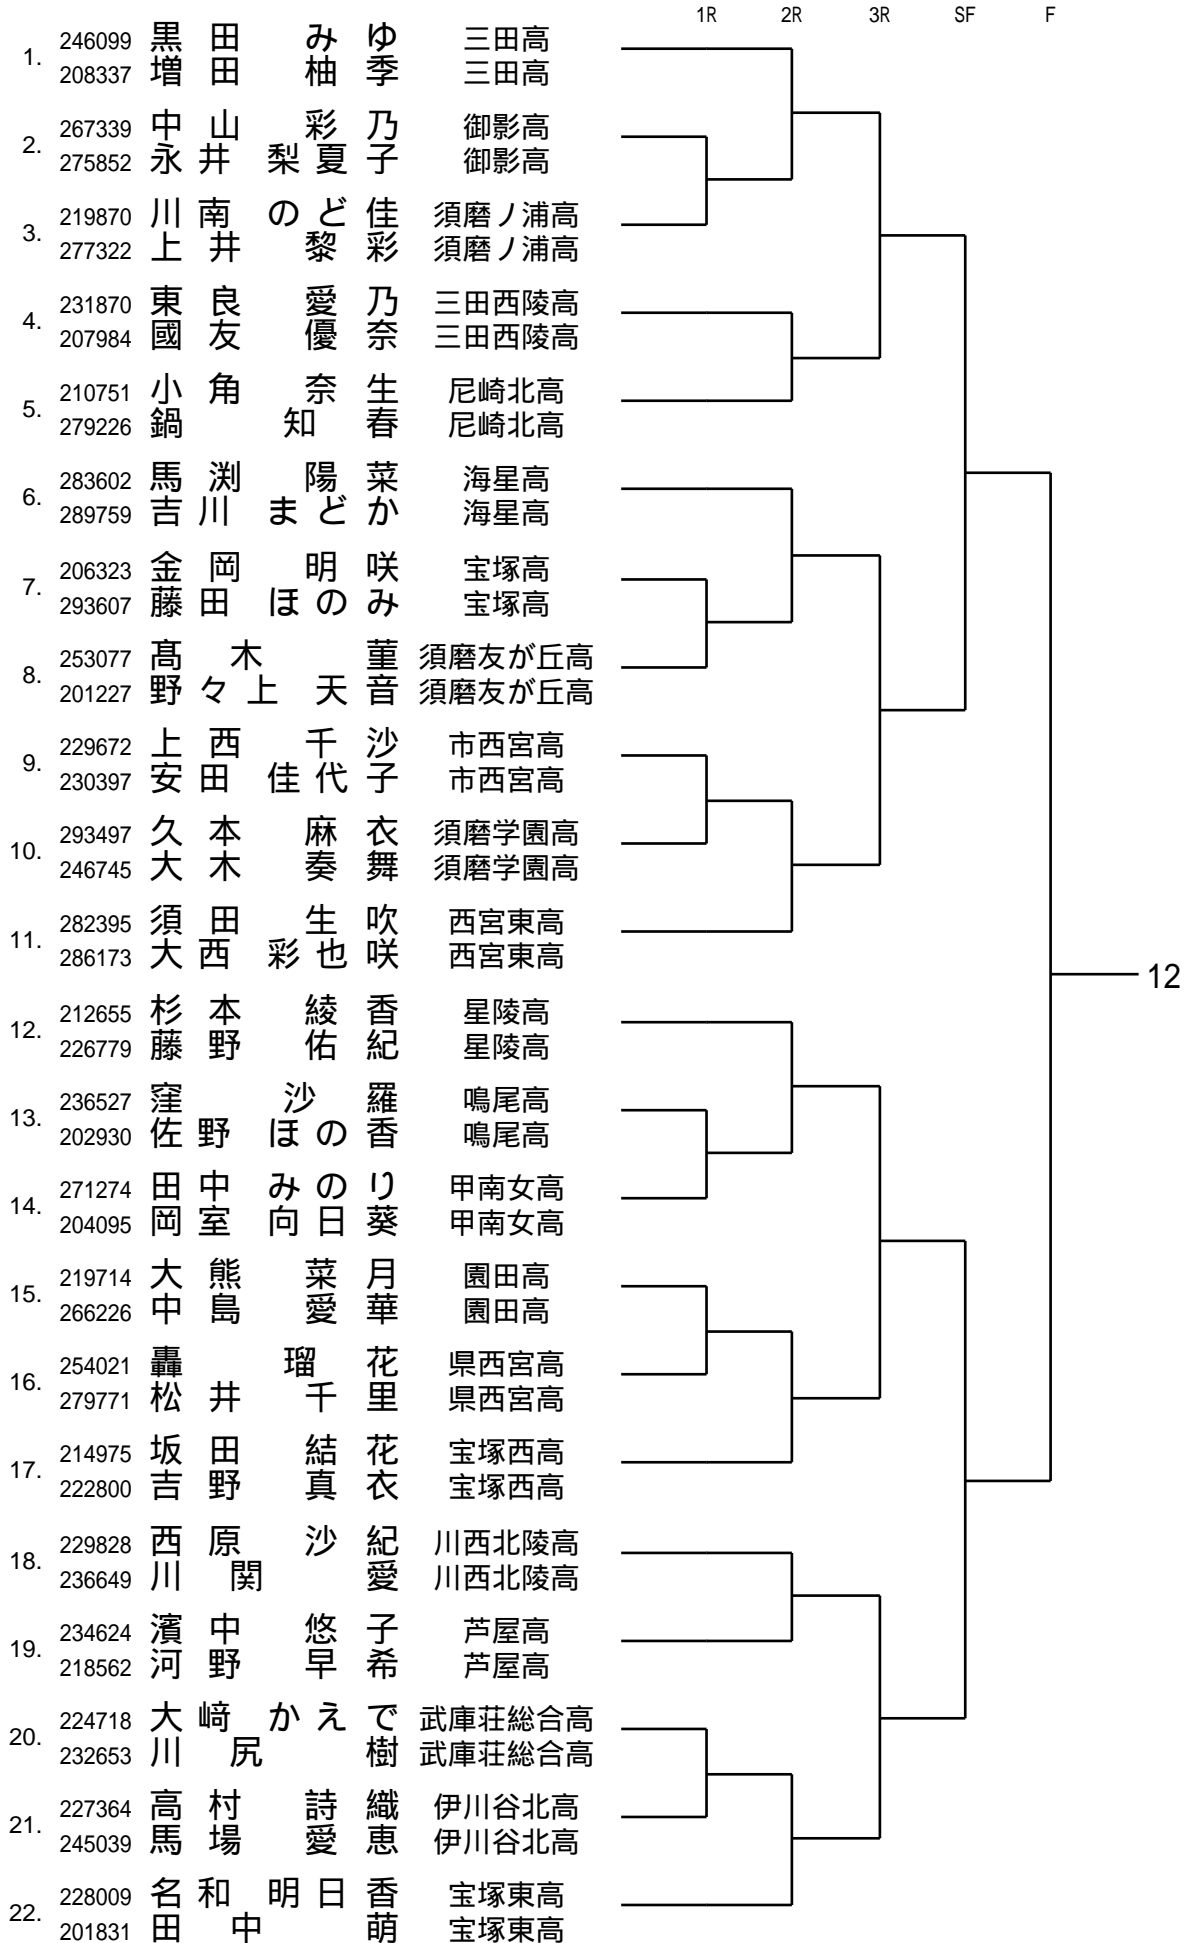 1R 2R 3R SF F
1. 246099 黒田 みゆ 三田高
208337 増田 柚季 三田高
2. 267339 中山 彩乃 御影高
275852 永井 梨夏子 御影高
3. 219870 川南 のど佳 須磨ノ浦高
277322 上井 黎彩 須磨ノ浦高
4. 231870 東良 愛乃 三田西陵高
207984 國友 優奈 三田西陵高
5. 210751 小角 奈生 尼崎北高
279226 鍋 知春 尼崎北高
6. 283602 馬渕 陽菜 海星高
289759 吉川 まどか 海星高
7. 206323 金岡 明咲 宝塚高
293607 藤田 ほのみ 宝塚高
8. 253077 髙木 菫 須磨友が丘高
201227 野々上 天音 須磨友が丘高
9. 229672 上西 千沙 市西宮高
230397 安田 佳代子 市西宮高
10. 293497 久本 麻衣 須磨学園高
246745 大木 奏舞 須磨学園高
11. 282395 須田 生吹 西宮東高
286173 大西 彩也咲 西宮東高
12
12. 212655 杉本 綾香 星陵高
226779 藤野 佑紀 星陵高
13. 236527 窪 沙羅 鳴尾高
202930 佐野 ほの香 鳴尾高
14. 271274 田中 みのり 甲南女高
204095 岡室 向日葵 甲南女高
15. 219714 大熊 菜月 園田高
266226 中島 愛華 園田高
16. 254021 轟 瑠花 県西宮高
279771 松井 千里 県西宮高
17. 214975 坂田 結花 宝塚西高
222800 吉野 真衣 宝塚西高
18. 229828 西原 沙紀 川西北陵高
236649 川関 愛 川西北陵高
19. 234624 濱中 悠子 芦屋高
218562 河野 早希 芦屋高
20. 224718 大﨑 かえで 武庫荘総合高
232653 川尻 樹 武庫荘総合高
21. 227364 高村 詩織 伊川谷北高
245039 馬場 愛恵 伊川谷北高
22. 228009 名和 明日香 宝塚東高
201831 田中 萌 宝塚東高